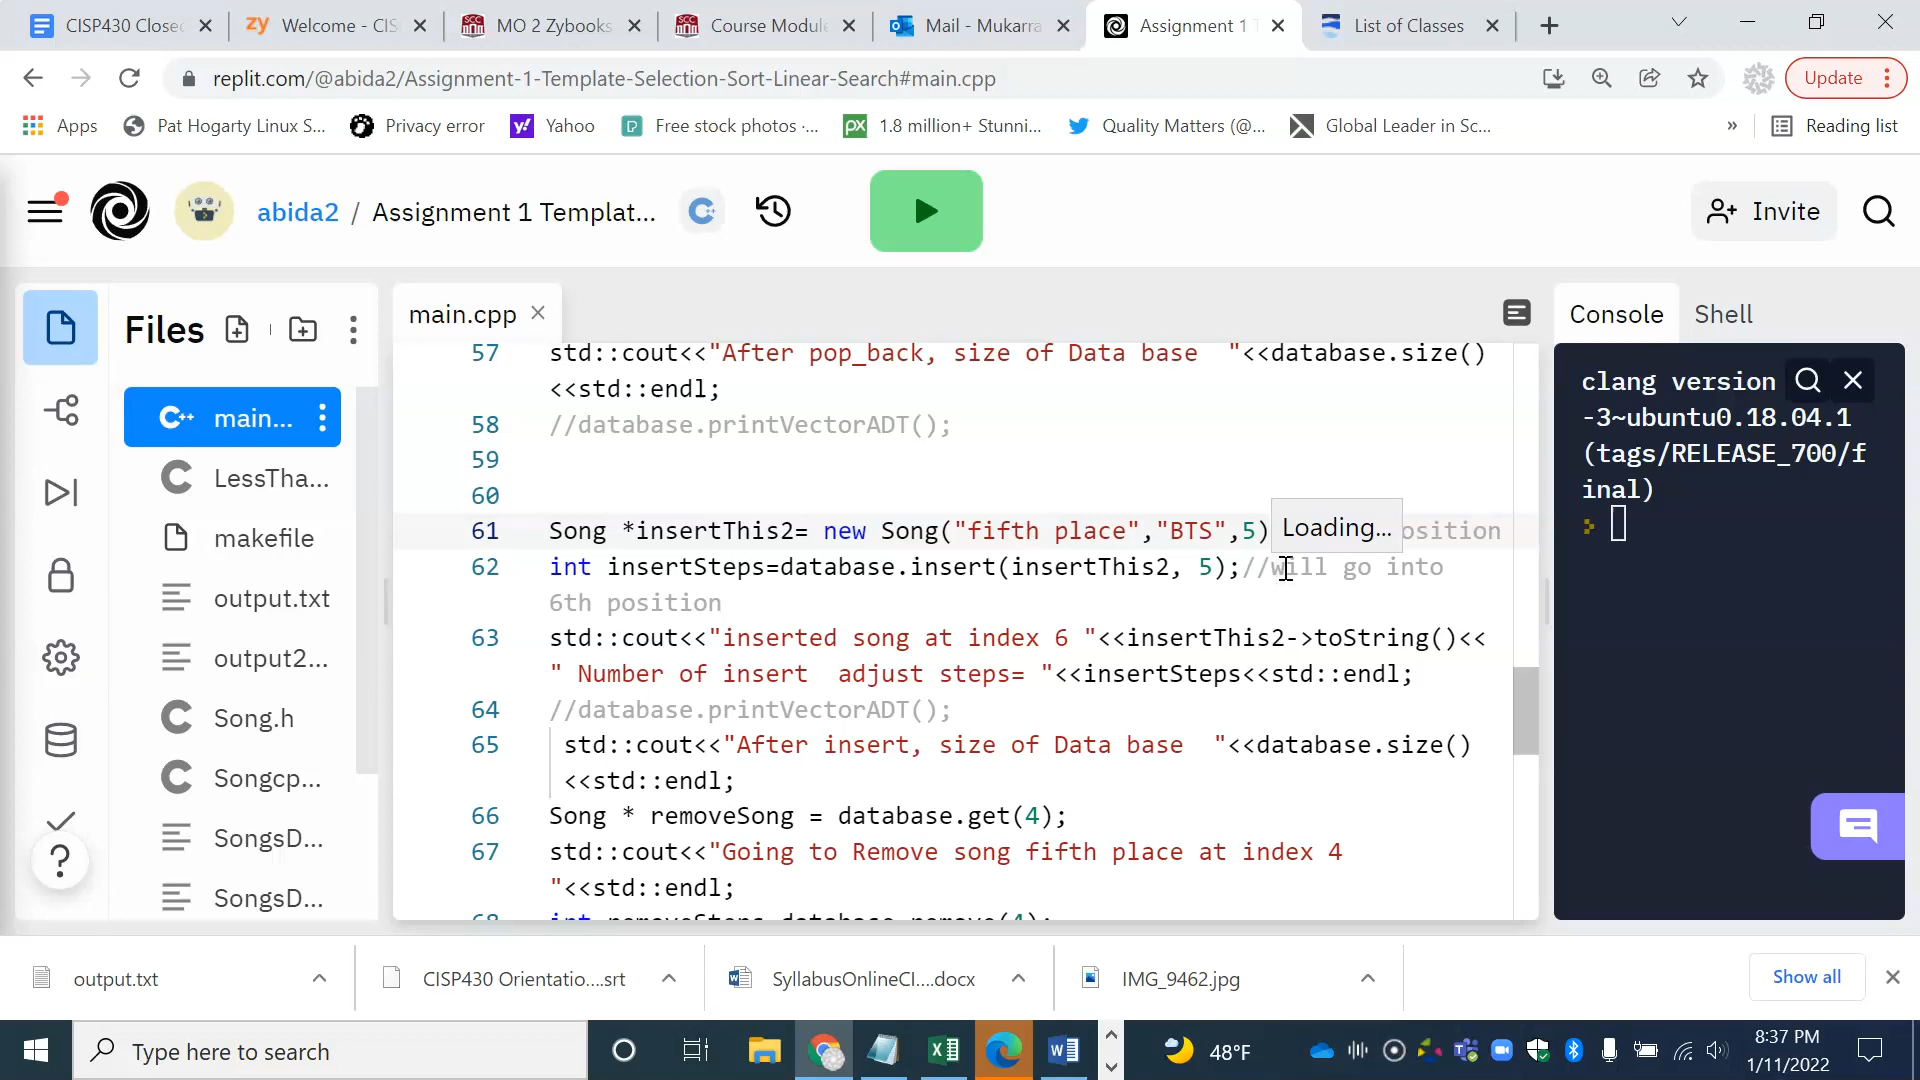 CISP430 Closec
Welcome - CIS
MO 2 Zybooks
Course Module
Mail - Mukarra
Assignment 1 T
List of Classes
replit.com/@abida2/Assignment-1-Template-Selection-Sort-Linear-Search#main.cpp
Update
Apps
Pat Hogarty Linux S...
Privacy error
Yahoo
Free stock photos ·...
1.8 million+ Stunni...
Quality Matters (@...
Global Leader in Sc...
»
Reading list
abida2 / Assignment 1 Templat...
Invite
Files
main.cpp
Console
Shell
main...
LessTha...
makefile
output.txt
output2...
Song.h
Songcp...
SongsD...
SongsD...
57 std::cout<<"After pop_back, size of Data base  "<<database.size()
<<std::endl;
58 //database.printVectorADT();
59
60
61 Song *insertThis2= new Song("fifth place","BTS",5) osition
Loading...
62 int insertSteps=database.insert(insertThis2, 5);//will go into
6th position
63 std::cout<<"inserted song at index 6 "<<insertThis2->toString()<<
" Number of insert  adjust steps= "<<insertSteps<<std::endl;
64 //database.printVectorADT();
65 std::cout<<"After insert, size of Data base  "<<database.size()
<<std::endl;
66 Song * removeSong = database.get(4);
67 std::cout<<"Going to Remove song fifth place at index 4
"<<std::endl;
68 int removeSteps=database.remove(4);
clang version
-3~ubuntu0.18.04.1
(tags/RELEASE_700/f
inal)
output.txt
CISP430 Orientatio....srt
SyllabusOnlineCI....docx
IMG_9462.jpg
Show all
Type here to search
48°F
8:37 PM
1/11/2022